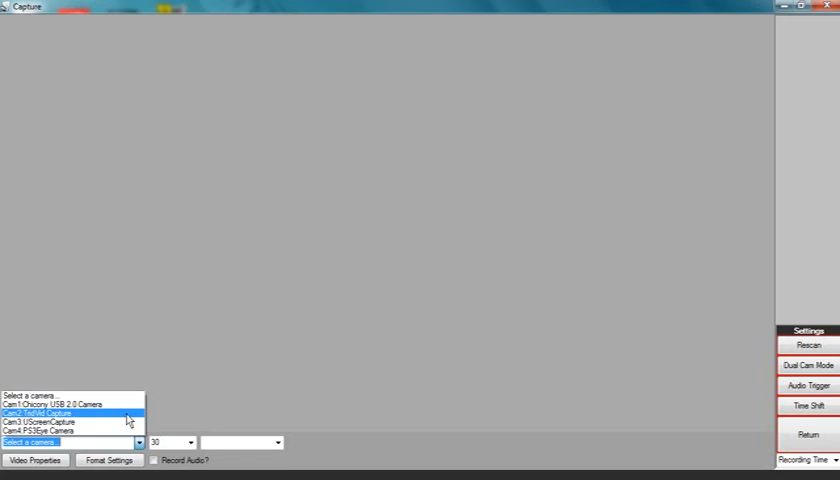 Capture
Settings
Rescan
Dual Cam Mode
Audio Trigger
Time Shift
Return
Recording Time
Select a camera...
Cam1:Chicony USB 2.0 Camera
Cam2:TridVid Capture
Cam3:UScreenCapture
Cam4:PS3Eye Camera
Select a camera...
30
Video Properties
Fomat Settings
Record Audio?